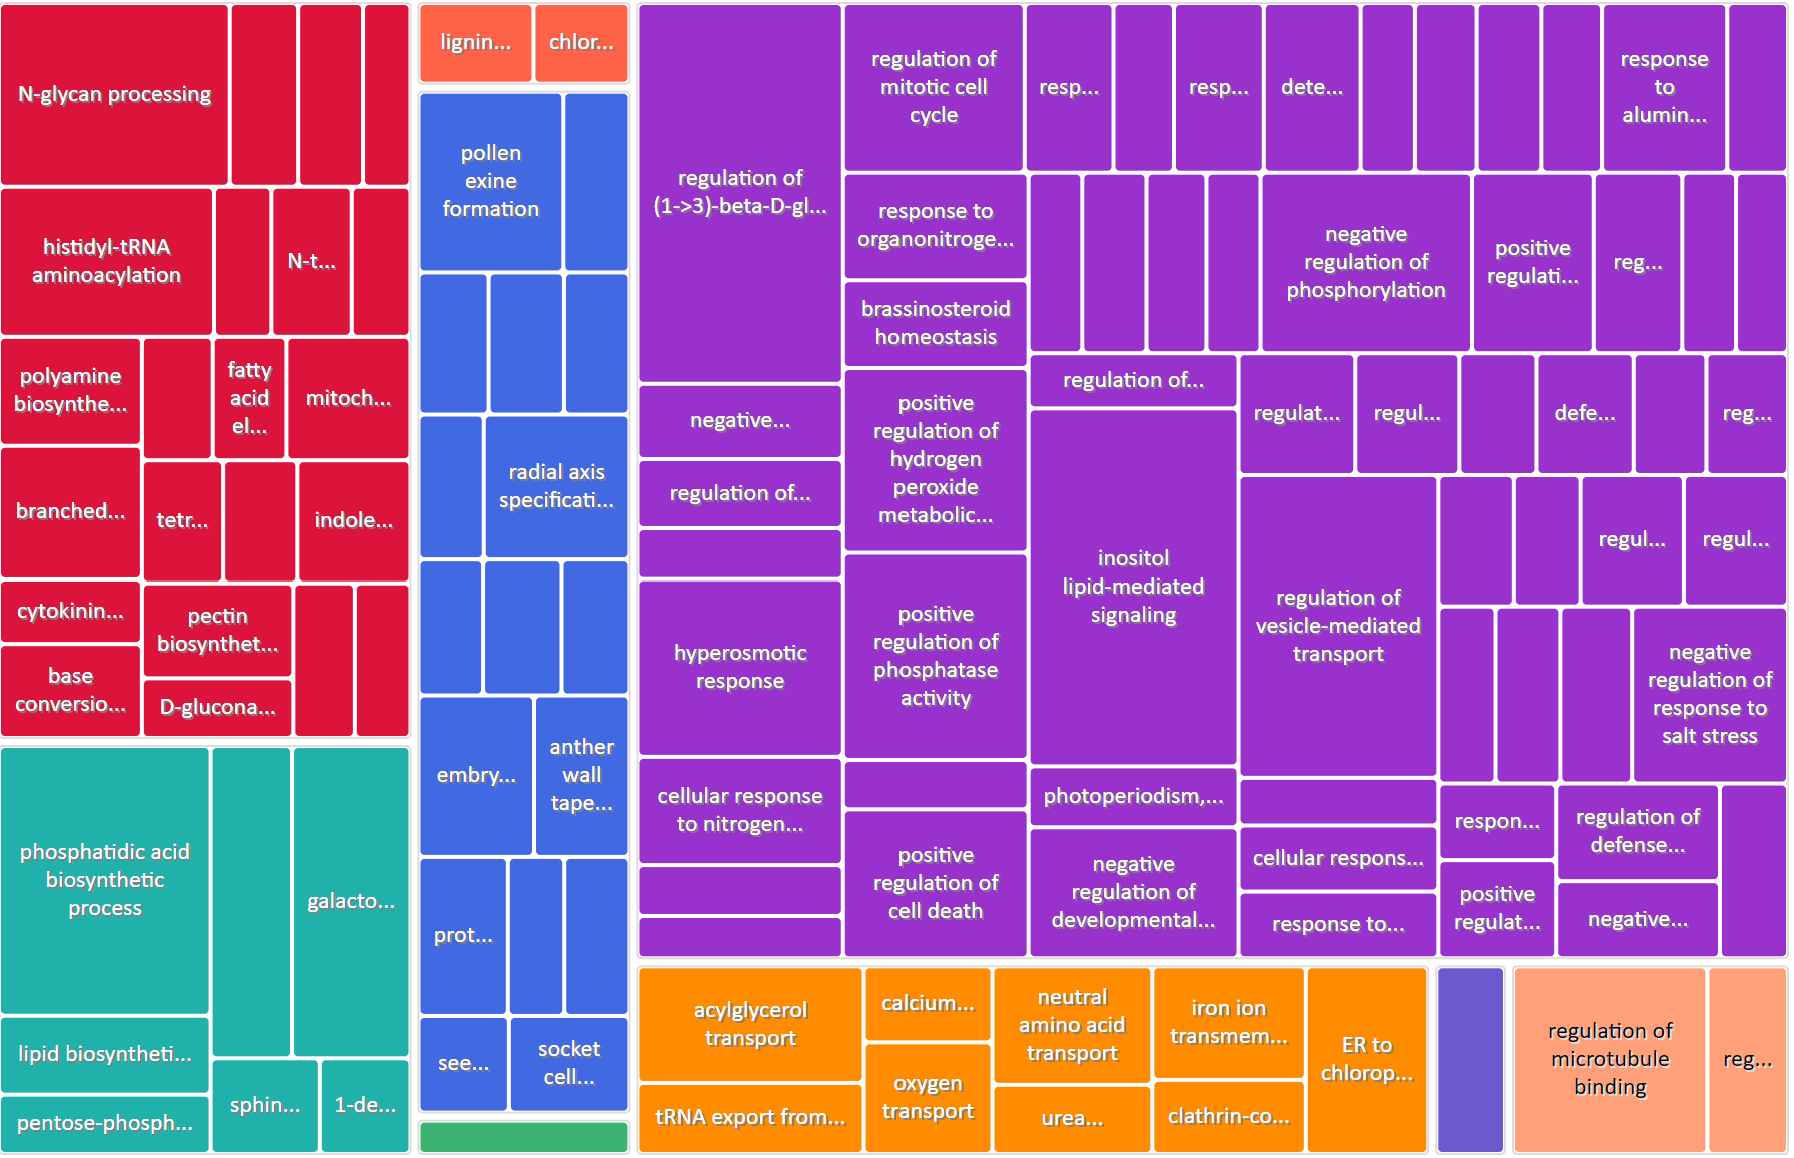 N-glycan processing
histidyl-tRNA
aminoacylation
N-t...
polyamine
biosynthe...
fatty
acid
el...
mitoch...
branched...
tetr...
indole...
cytokinin...
pectin
biosynthet...
base
conversio...
D-glucona...
phosphatidic acid
biosynthetic
process
galacto...
lipid biosyntheti...
pentose-phosph...
sphin...
1-de...
lignin...
chlor...
pollen
exine
formation
radial axis
specificati...
embry...
anther
wall
tape...
prot...
see...
socket
cell...
regulation of
(1->3)-beta-D-gl...
negative...
regulation of...
hyperosmotic
response
cellular response
to nitrogen...
regulation of
mitotic cell
cycle
response to
organonitroge...
brassinosteroid
homeostasis
positive
regulation of
hydrogen
peroxide
metabolic...
positive
regulation of
phosphatase
activity
positive
regulation of
cell death
resp...
resp...
dete...
response
to
alumin...
negative
regulation of
phosphorylation
positive
regulati...
reg...
regulation of...
inositol
lipid-mediated
signaling
photoperiodism,...
negative
regulation of
developmental...
regulat...
regul...
defe...
reg...
regulation of
vesicle-mediated
transport
cellular respons...
response to...
regul...
regul...
negative
regulation of
response to
salt stress
respon...
positive
regulat...
regulation of
defense...
negative...
acylglycerol
transport
tRNA export from...
calcium...
oxygen
transport
neutral
amino acid
transport
urea...
iron ion
transmem...
clathrin-co...
ER to
chlorop...
regulation of
microtubule
binding
reg...